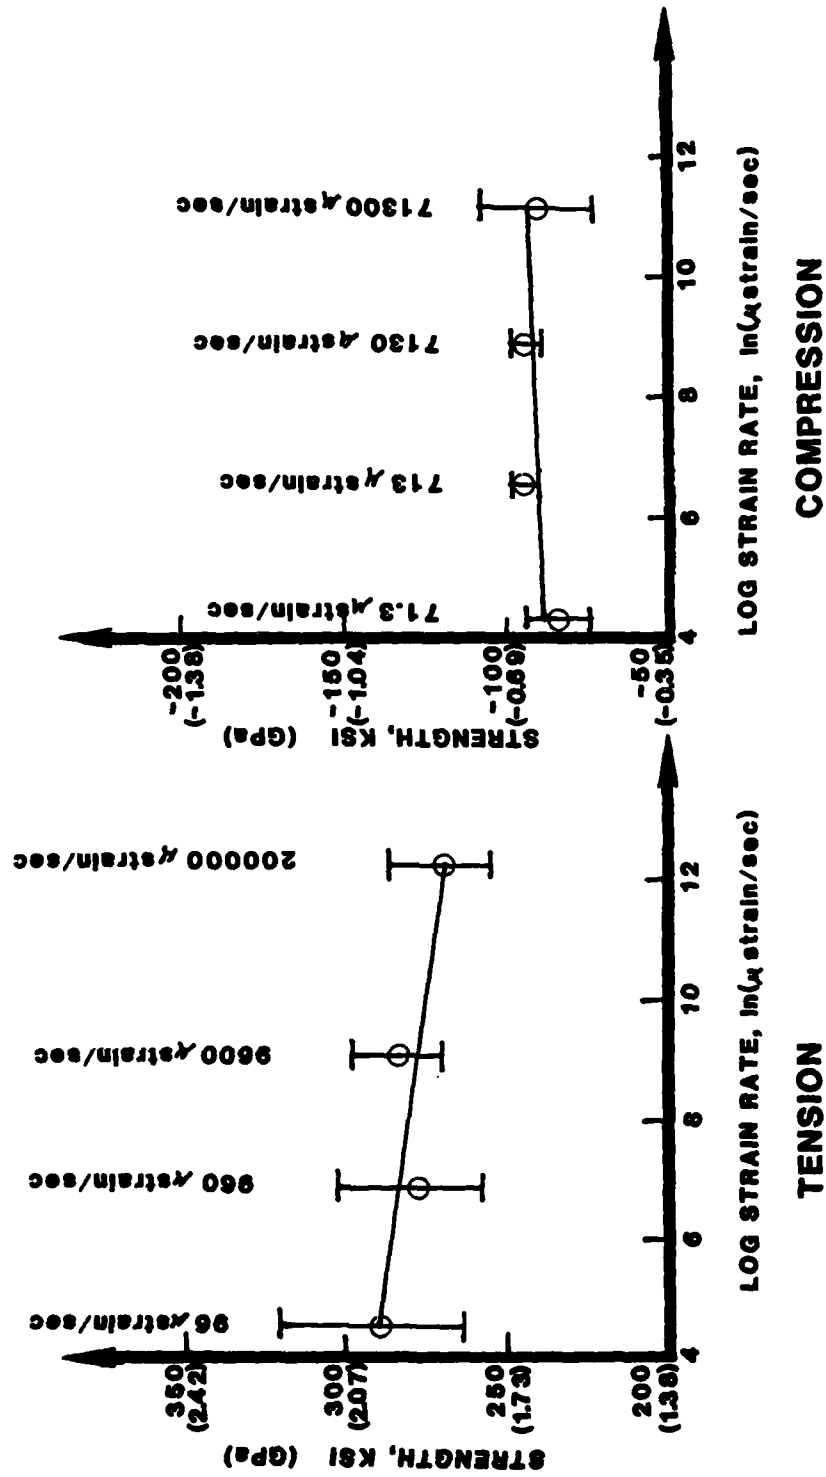 STRENGTH, KSI (GPa)
350
(2.42)
300
(2.07)
250
(1.73)
200
(1.38)
96 μstrain/sec
960 μstrain/sec
9600 μstrain/sec
200000 μstrain/sec
4
6
8
10
12
LOG STRAIN RATE, ln(μstrain/sec)
TENSION
STRENGTH, KSI (GPa)
-200
(-1.38)
-150
(-1.04)
-100
(-0.69)
-50
(-0.35)
71.3 μstrain/sec
713 μstrain/sec
7130 μstrain/sec
71300 μstrain/sec
4
6
8
10
12
LOG STRAIN RATE, ln(μstrain/sec)
COMPRESSION